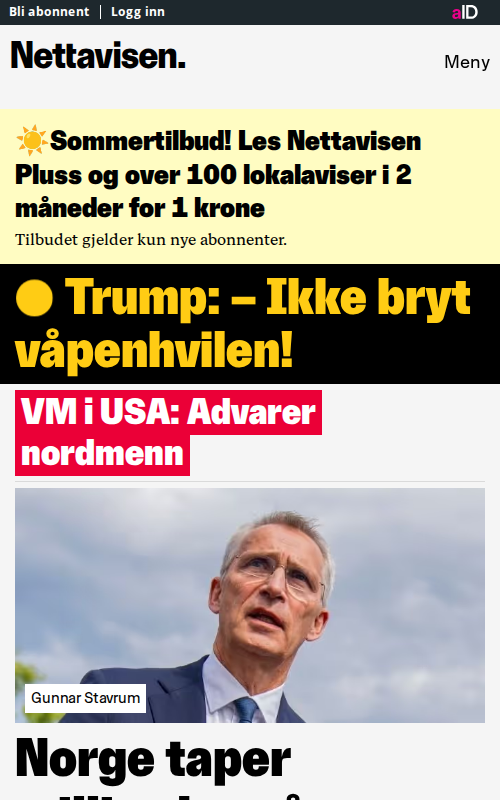 Bli abonnent | Logg inn
aID
Nettavisen.
Meny
☀️Sommertilbud! Les Nettavisen
Pluss og over 100 lokalaviser i 2
måneder for 1 krone
Tilbudet gjelder kun nye abonnenter.
Trump: – Ikke bryt
våpenhvilen!
VM i USA: Advarer
nordmenn
Gunnar Stavrum
Norge taper